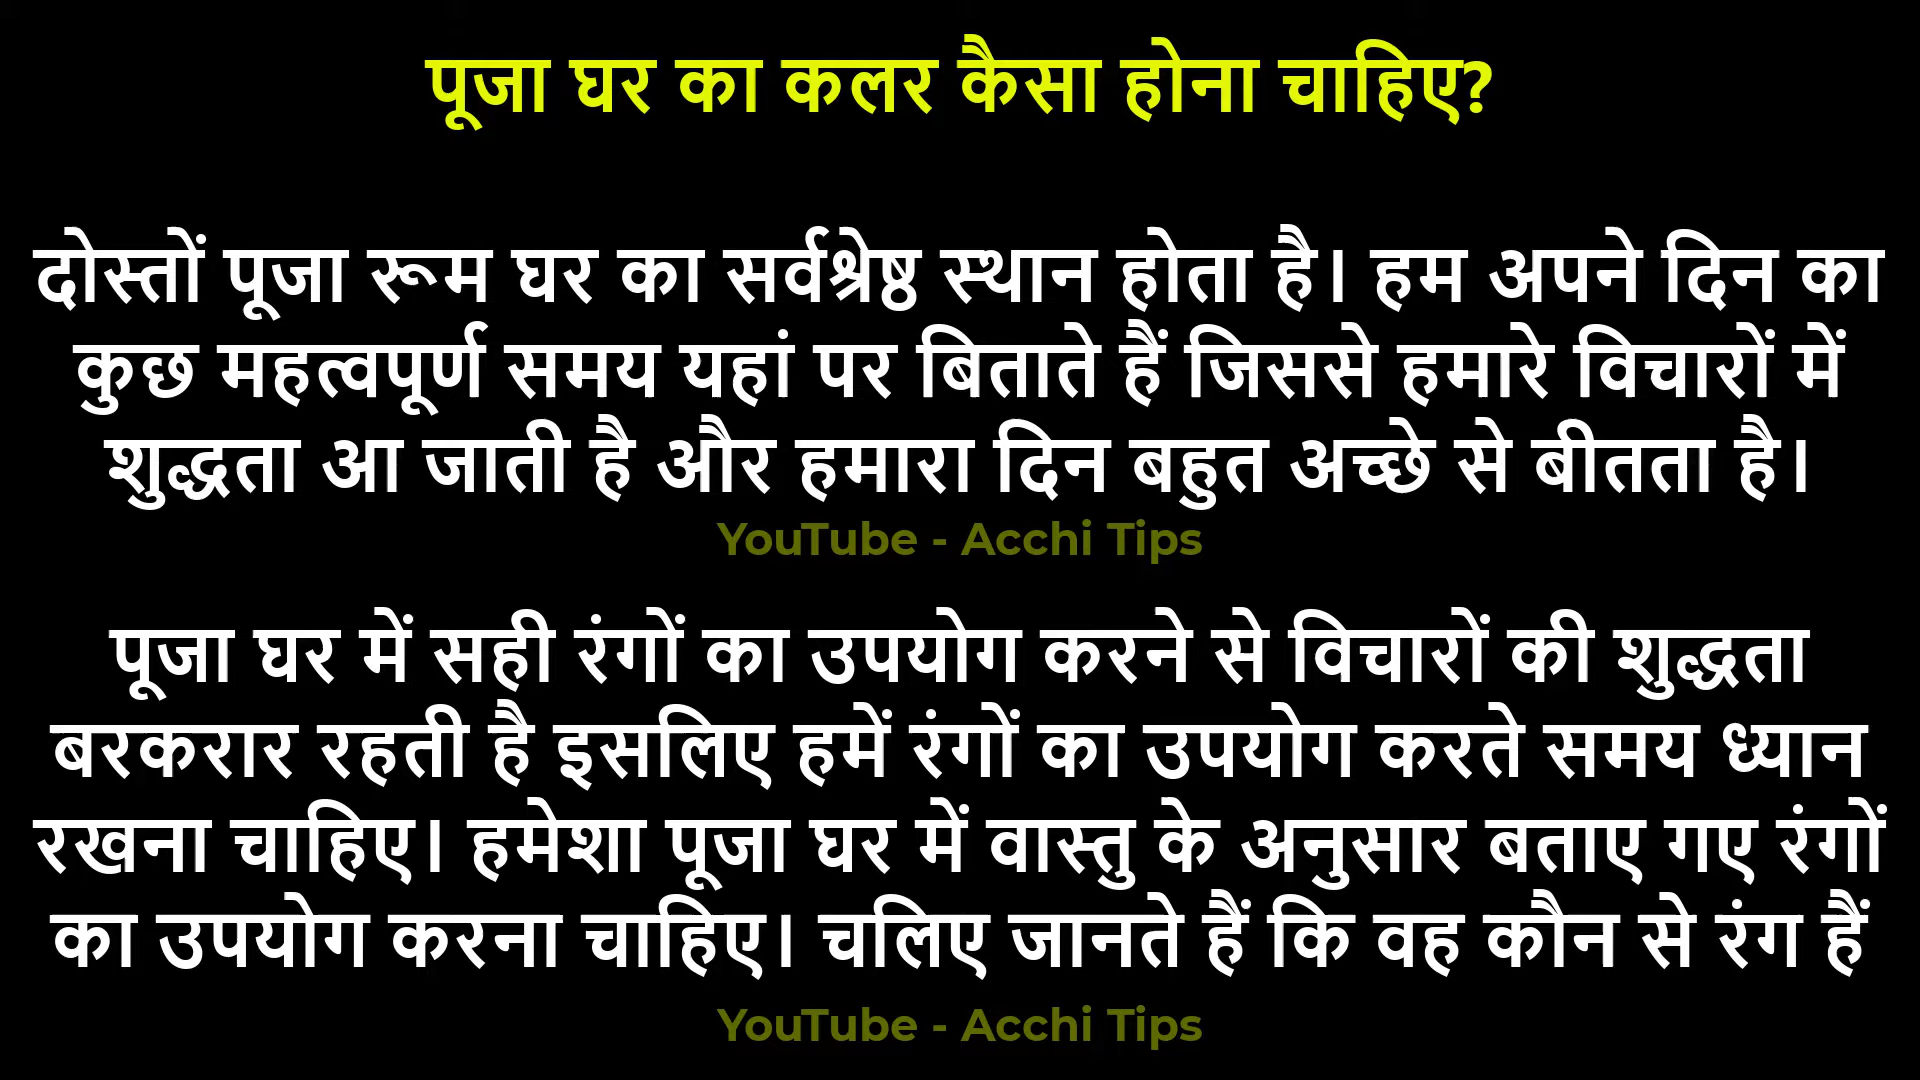 पूजा घर का कलर कैसा होना चाहिए?
दोस्तों पूजा रूम घर का सर्वश्रेष्ठ स्थान होता है। हम अपने दिन का
कुछ महत्वपूर्ण समय यहां पर बिताते हैं जिससे हमारे विचारों में
शुद्धता आ जाती है और हमारा दिन बहुत अच्छे से बीतता है।
YouTube - Acchi Tips
पूजा घर में सही रंगों का उपयोग करने से विचारों की शुद्धता
बरकरार रहती है इसलिए हमें रंगों का उपयोग करते समय ध्यान
रखना चाहिए। हमेशा पूजा घर में वास्तु के अनुसार बताए गए रंगों
का उपयोग करना चाहिए। चलिए जानते हैं कि वह कौन से रंग हैं
YouTube - Acchi Tips